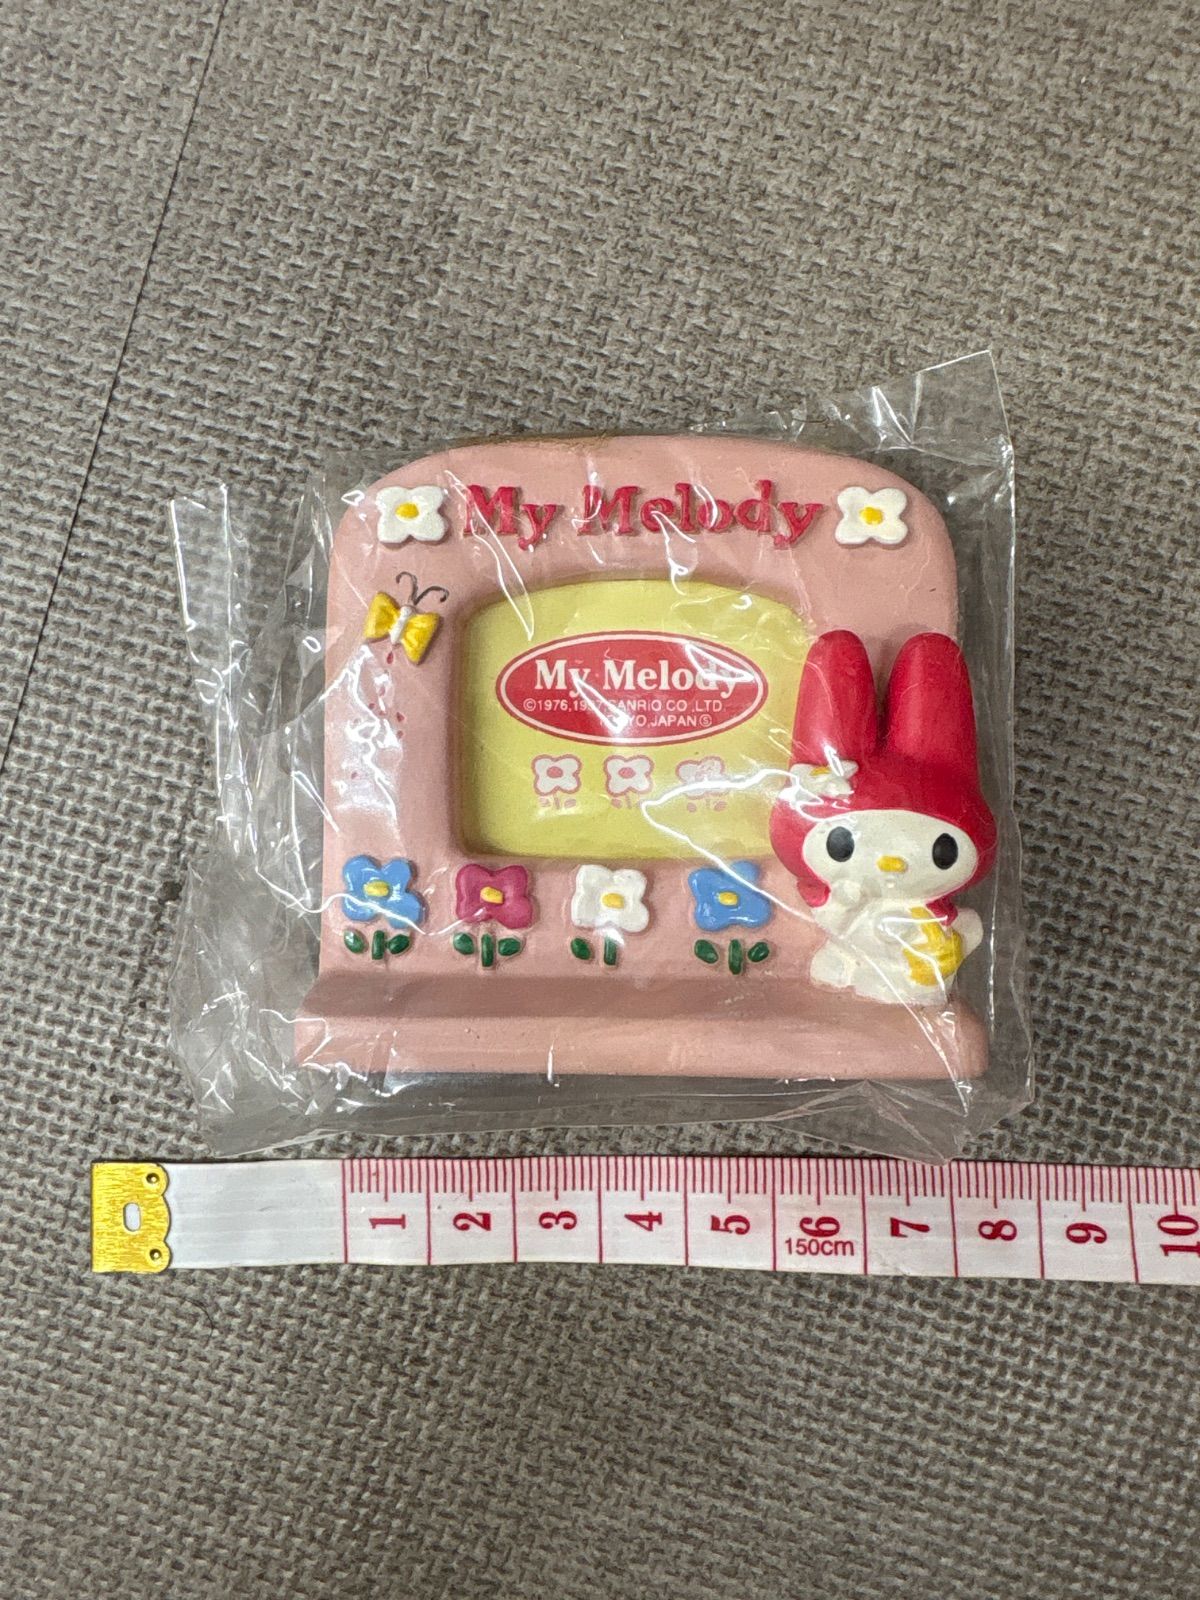 My Melody
My Melody
©1976,1997,SANRIO CO.,LTD.
TOKYO,JAPAN Ⓢ
1 2 3 4 5 6 7 8 9 10
150cm